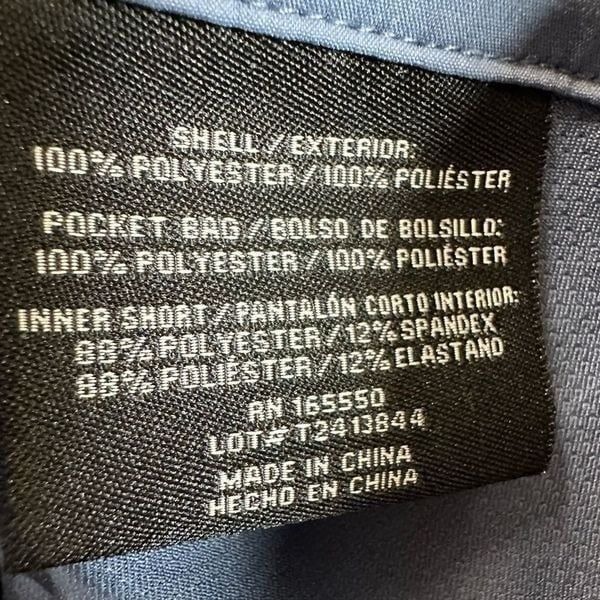 SHELL/EXTERIOR:
100% POLYESTER/100% POLIÉSTER
POCKET BAG/BOLSO DE BOLSILLO:
100% POLYESTER/100% POLIÉSTER
INNER SHORT/PANTALÓN CORTO INTERIOR:
88% POLYESTER/12% SPANDEX
88% POLIÉSTER/12% ELASTANO
RN 165550
LOT# T2413844
MADE IN CHINA
HECHO EN CHINA